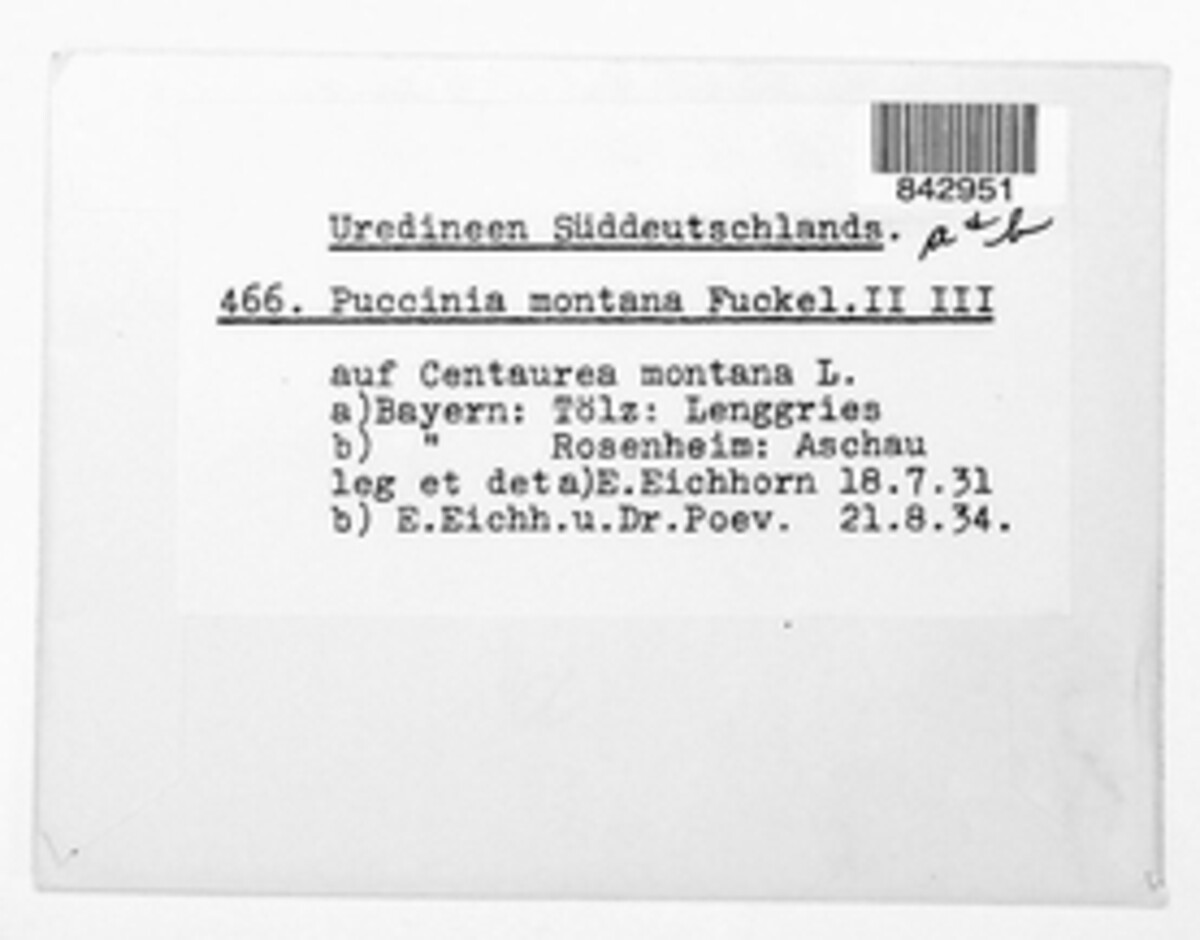 842951
Uredineen Süddeutschlands. a + b
466. Puccinia montana Fuckel.II III
auf Centaurea montana L.
a)Bayern: Tölz: Lenggries
b)   "    Rosenheim: Aschau
leg et deta)E.Eichhorn 18.7.31
b) E.Eichh.u.Dr.Poev.  21.8.34.